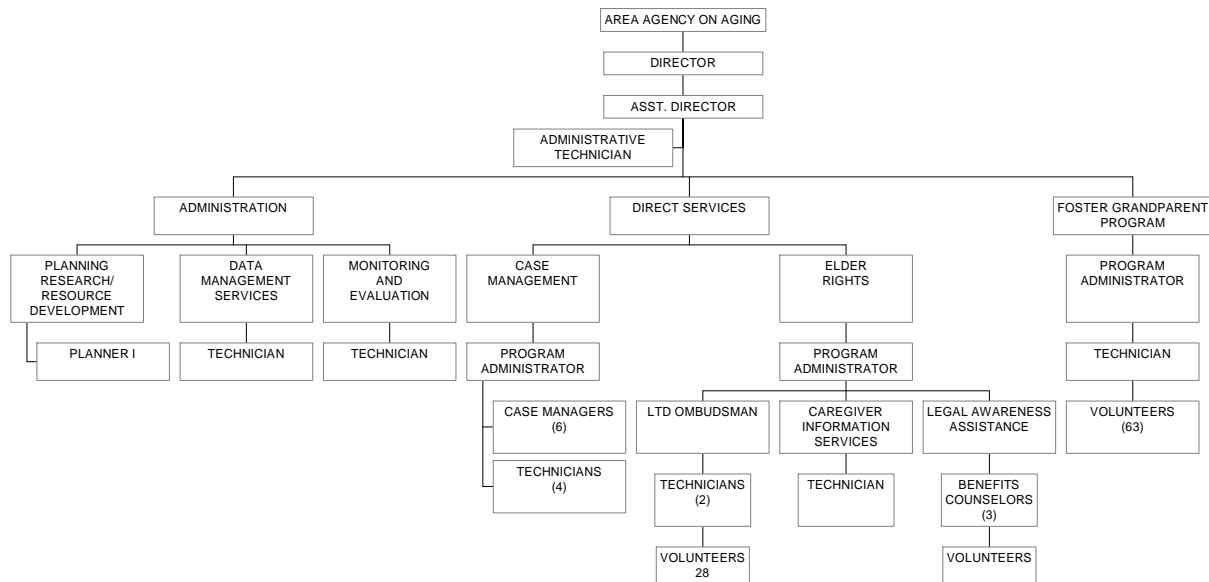 AREA AGENCY ON AGING
DIRECTOR
ASST. DIRECTOR
ADMINISTRATIVE
TECHNICIAN
ADMINISTRATION
DIRECT SERVICES
FOSTER GRANDPARENT
PROGRAM
PLANNING
RESEARCH/
RESOURCE
DEVELOPMENT
DATA
MANAGEMENT
SERVICES
MONITORING
AND
EVALUATION
CASE
MANAGEMENT
ELDER
RIGHTS
PROGRAM
ADMINISTRATOR
PLANNER I
TECHNICIAN
TECHNICIAN
PROGRAM
ADMINISTRATOR
PROGRAM
ADMINISTRATOR
TECHNICIAN
CASE MANAGERS
(6)
LTD OMBUDSMAN
CAREGIVER
INFORMATION
SERVICES
LEGAL AWARENESS
ASSISTANCE
VOLUNTEERS
(63)
TECHNICIANS
(4)
TECHNICIANS
(2)
TECHNICIAN
BENEFITS
COUNSELORS
(3)
VOLUNTEERS
28
VOLUNTEERS